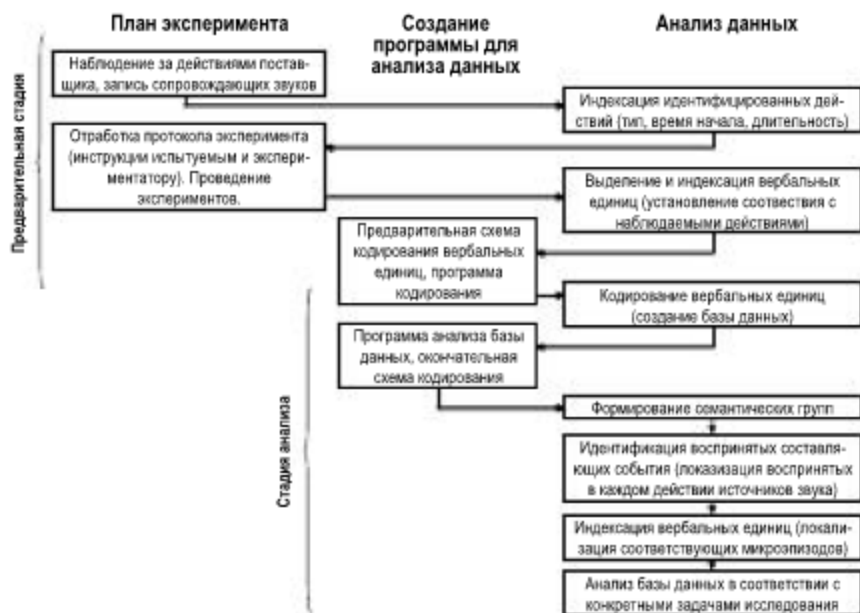 План эксперимента
Создание
программы для
анализа данных
Анализ данных
Предварительная стадия
Наблюдение за действиями постав-
щика, запись сопровождающих звуков
Индексация идентифицированных дей-
ствий (тип, время начала, длительность)
Отработка протокола эксперимента
(инструкции испытуемым и экспери-
ментатору). Проведение
экспериментов.
Выделение и индексация вербальных
единиц (установление соотвествия с
наблюдаемыми действиями)
Предварительная схема
кодирования вербальных
единиц, программа
кодирования
Кодирование вербальных единиц
(создание базы данных)
Стадия анализа
Программа анализа базы
данных, окончательная
схема кодирования
Формирование семантических групп
Идентификация воспринятых составля-
ющих события (локазизация воспринятых
в каждом действии источников звука)
Индексация вербальных единиц (локали-
зация соответствующих микроэпизодов)
Анализ базы данных в соответствии с
конкретными задачами исследования